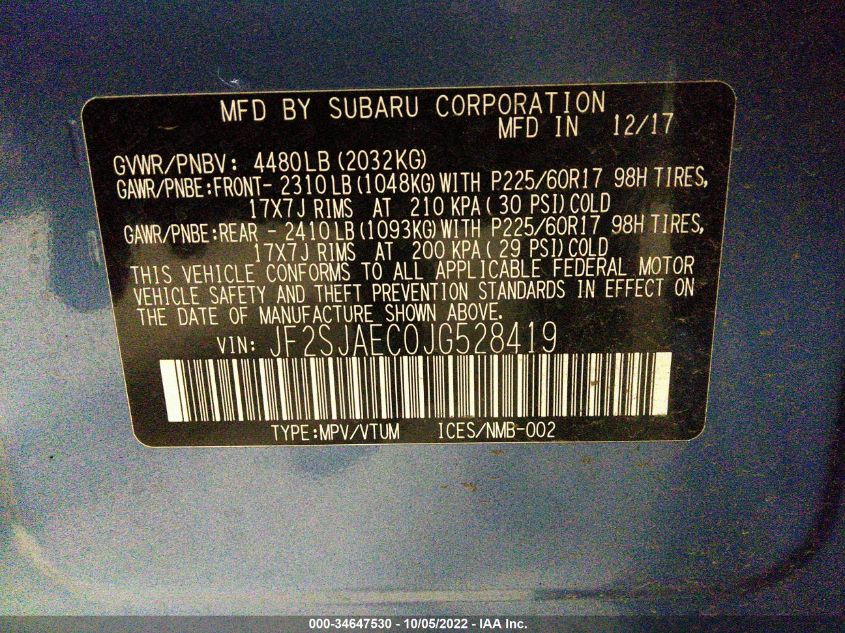 MFD BY SUBARU CORPORATION
MFD IN 12/17
GVWR/PNBV: 4480LB (2032KG)
GAWR/PNBE:FRONT- 2310LB (1048KG) WITH P225/60R17 98H TIRES,
17X7J RIMS AT 210 KPA( 30 PSI)COLD
GAWR/PNBE:REAR - 2410LB (1093KG) WITH P225/60R17 98H TIRES,
17X7J RIMS AT 200 KPA( 29 PSI)COLD
THIS VEHICLE CONFORMS TO ALL APPLICABLE FEDERAL MOTOR
VEHICLE SAFETY AND THEFT PREVENTION STANDARDS IN EFFECT ON
THE DATE OF MANUFACTURE SHOWN ABOVE.
VIN: JF2SJAEC0JG528419
TYPE:MPV/VTUM ICES/NMB-002
000-34647530 - 10/05/2022 - IAA Inc.